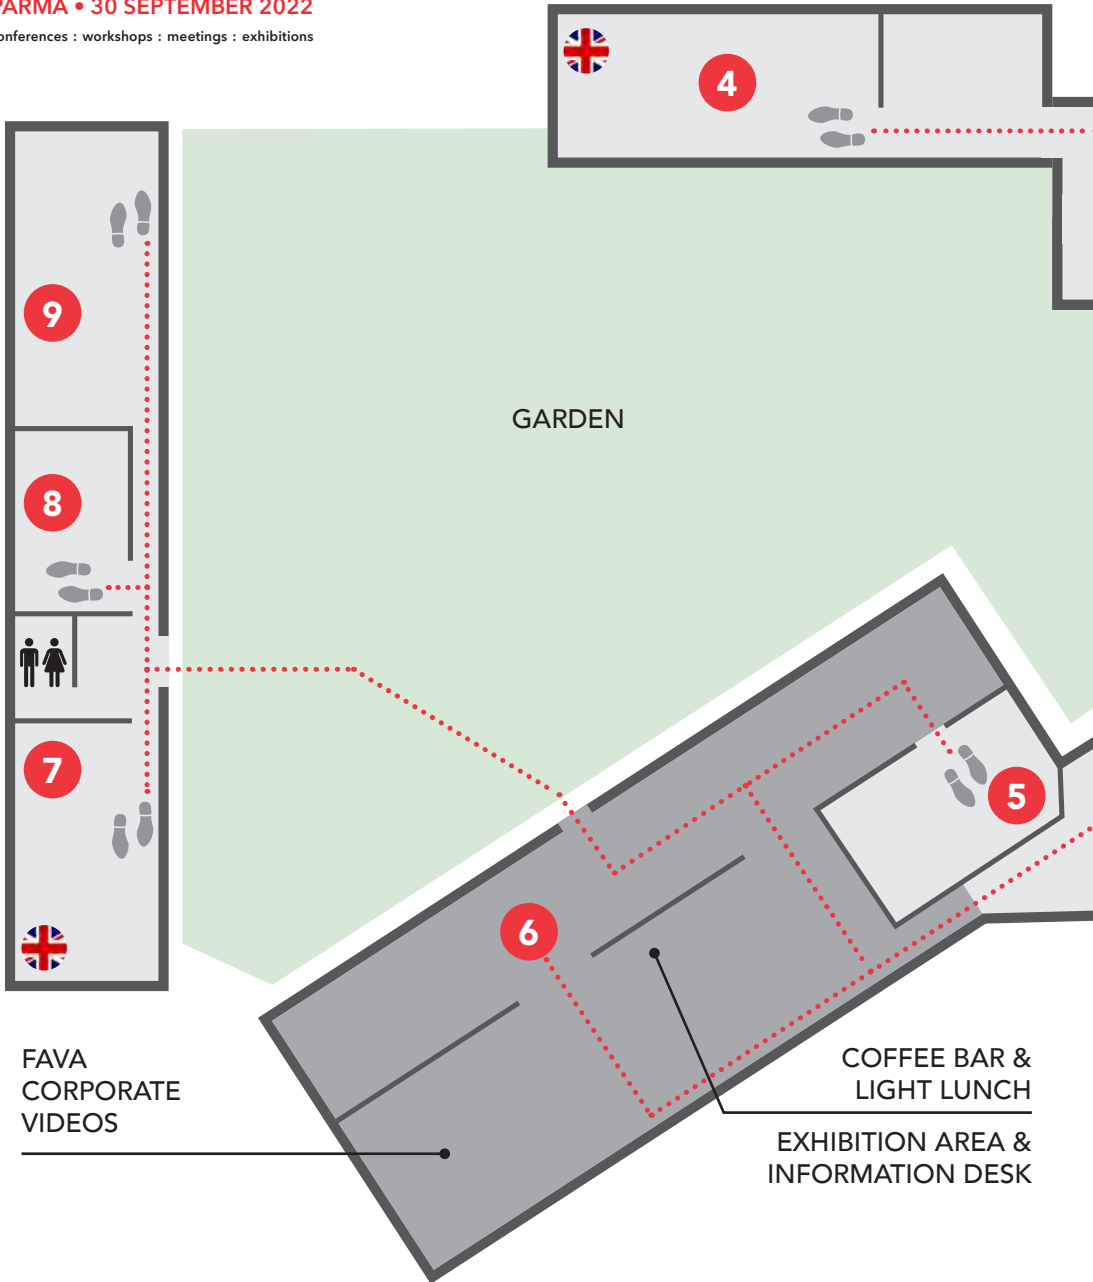 PARMA • 30 SEPTEMBER 2022
conferences : workshops : meetings : exhibitions
4
9
GARDEN
8
7
5
6
FAVA
CORPORATE
VIDEOS
COFFEE BAR &
LIGHT LUNCH
EXHIBITION AREA &
INFORMATION DESK